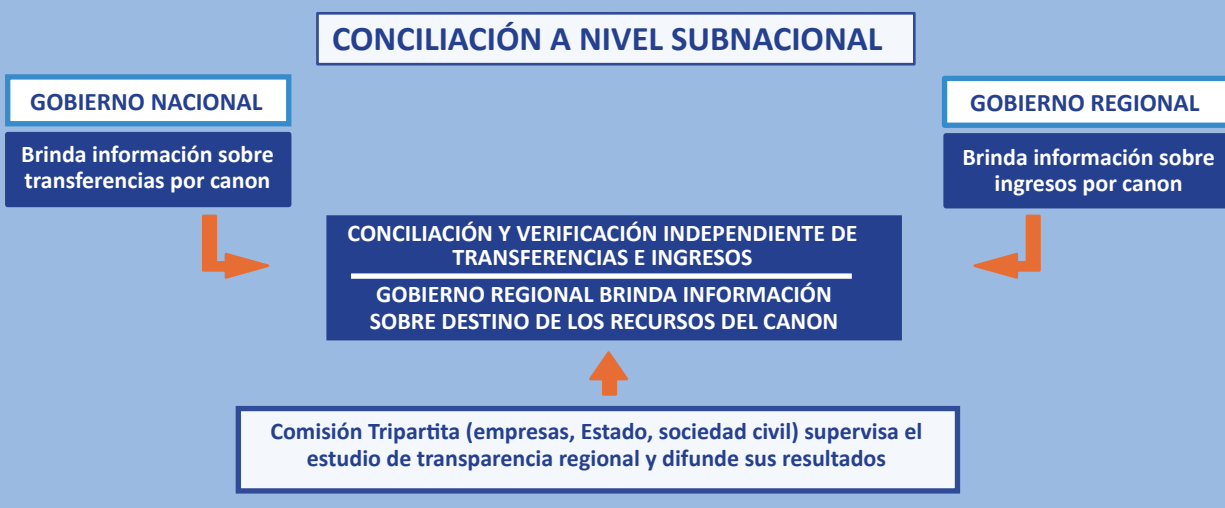 CONCILIACIÓN A NIVEL SUBNACIONAL
GOBIERNO NACIONAL
Brinda información sobre
transferencias por canon
GOBIERNO REGIONAL
Brinda información sobre
ingresos por canon
CONCILIACIÓN Y VERIFICACIÓN INDEPENDIENTE DE
TRANSFERENCIAS E INGRESOS
GOBIERNO REGIONAL BRINDA INFORMACIÓN
SOBRE DESTINO DE LOS RECURSOS DEL CANON
Comisión Tripartita (empresas, Estado, sociedad civil) supervisa el
estudio de transparencia regional y difunde sus resultados